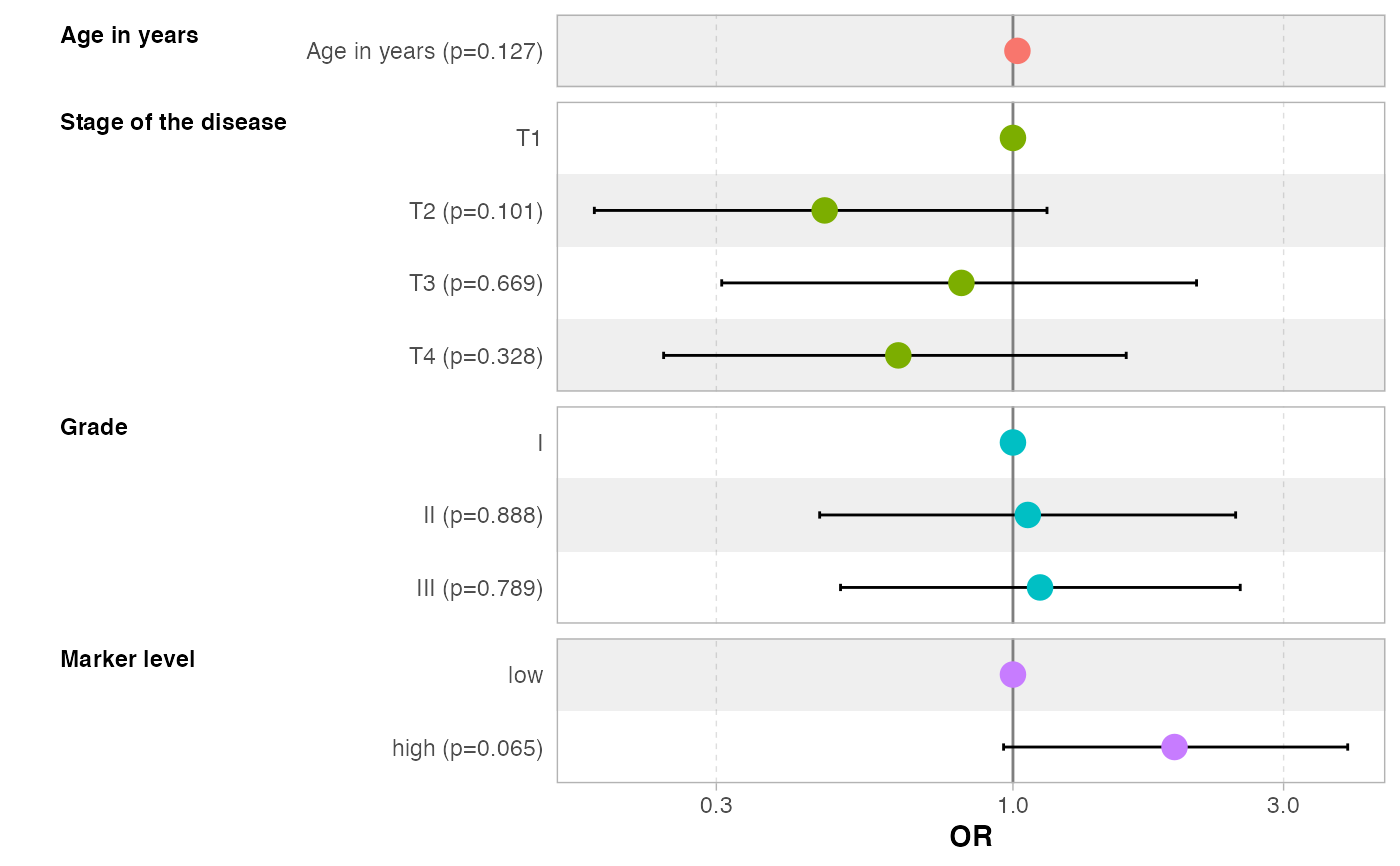 Age in years
Age in years (p=0.127)
Stage of the disease
T1
T2 (p=0.101)
T3 (p=0.669)
T4 (p=0.328)
Grade
I
II (p=0.888)
III (p=0.789)
Marker level
low
high (p=0.065)
0.3 1.0 3.0
OR